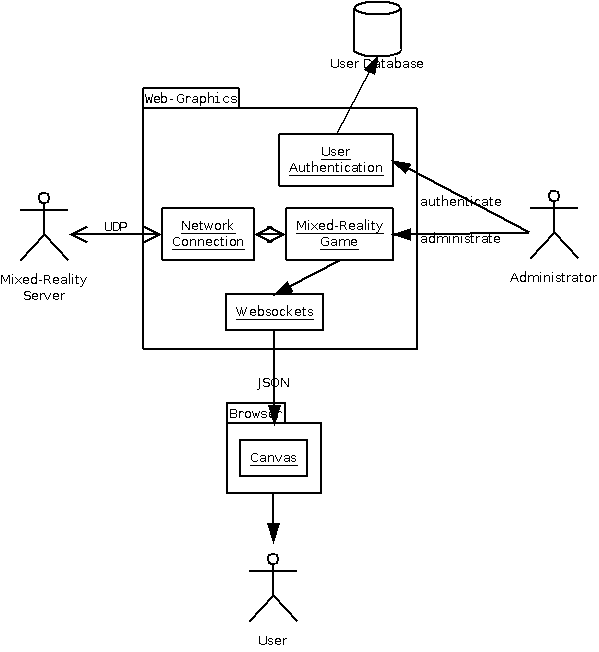 User Database
Web-Graphics
User
Authentication
authenticate
UDP
Network
Connection
Mixed-Reality
Game
administrate
Mixed-Reality
Server
Administrator
Websockets
JSON
Browser
Canvas
User